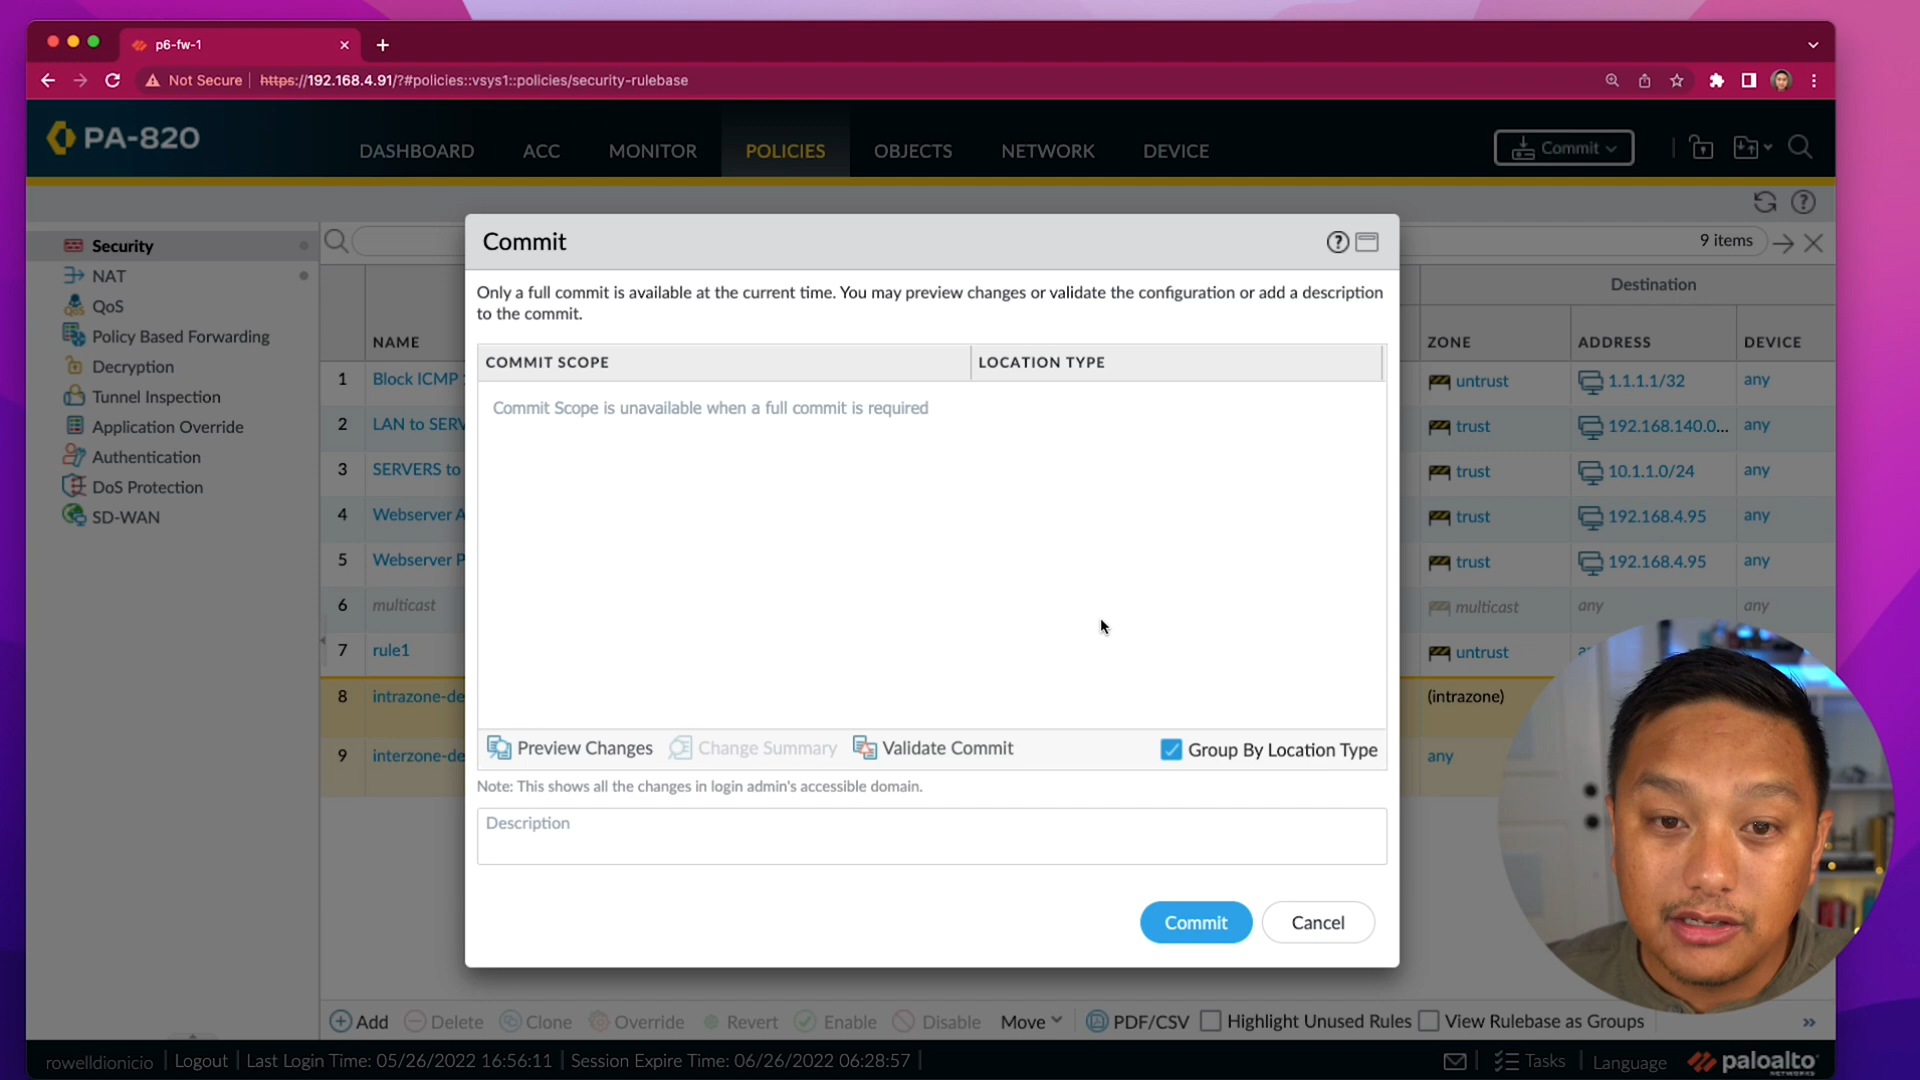 p6-fw-1
Not Secure https://192.168.4.91/?#policies::vsys1::policies/security-rulebase
PA-820
DASHBOARD ACC MONITOR POLICIES OBJECTS NETWORK DEVICE
Commit
9 items
Security
NAT
QoS
Policy Based Forwarding
Decryption
Tunnel Inspection
Application Override
Authentication
DoS Protection
SD-WAN
Destination
NAME ZONE ADDRESS DEVICE
1 Block ICMP untrust 1.1.1.1/32 any
2 LAN to SERV trust 192.168.140.0... any
3 SERVERS to trust 10.1.1.0/24 any
4 Webserver A trust 192.168.4.95 any
5 Webserver P trust 192.168.4.95 any
6 multicast multicast any any
7 rule1 untrust
8 intrazone-de (intrazone)
9 interzone-de any
Commit
Only a full commit is available at the current time. You may preview changes or validate the configuration or add a description
to the commit.
COMMIT SCOPE LOCATION TYPE
Commit Scope is unavailable when a full commit is required
Preview Changes Change Summary Validate Commit Group By Location Type
Note: This shows all the changes in login admin's accessible domain.
Description
Commit Cancel
Add Delete Clone Override Revert Enable Disable Move PDF/CSV Highlight Unused Rules View Rulebase as Groups
rowelldionicio | Logout | Last Login Time: 05/26/2022 16:56:11 | Session Expire Time: 06/26/2022 06:28:57 |
Tasks | Language paloalto
NETWORKS